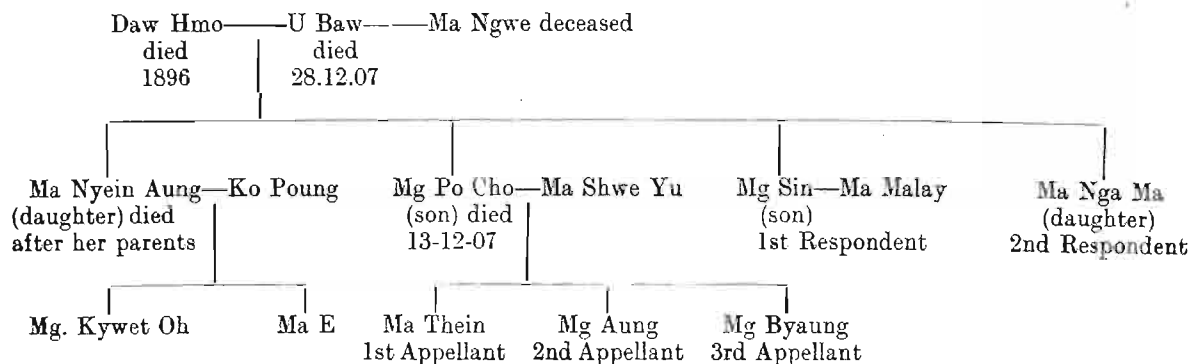 Daw Hmo——U Baw–– ––Ma Ngwe deceased
died died
1896 28.12.07
Ma Nyein Aung—Ko Poung Mg Po Cho—Ma Shwe Yu Mg Sin—Ma Malay Ma Nga Ma
(daughter) died (son) died (son) (daughter)
after her parents 13-12-07 1st Respondent 2nd Respondent
Mg. Kywet Oh Ma E Ma Thein Mg Aung Mg Byaung
1st Appellant 2nd Appellant 3rd Appellant